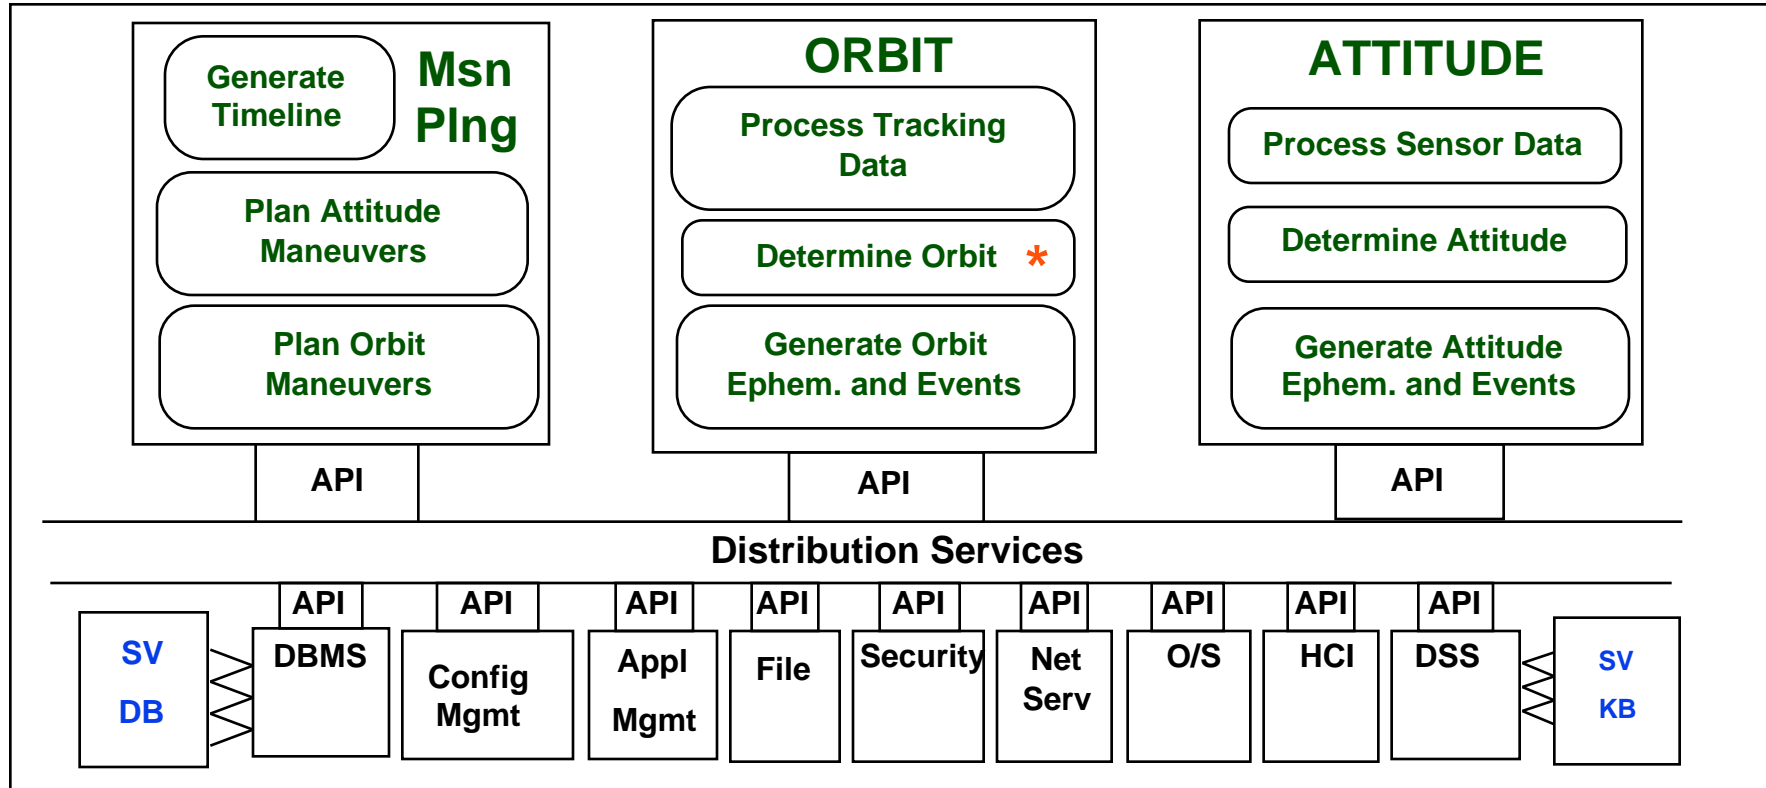 Generate
Timeline
Msn
Plng
Plan Attitude
Maneuvers
Plan Orbit
Maneuvers
API
ORBIT
Process Tracking
Data
Determine Orbit *
Generate Orbit
Ephem. and Events
API
ATTITUDE
Process Sensor Data
Determine Attitude
Generate Attitude
Ephem. and Events
API
Distribution Services
API API API API API API API API API
SV
DB
DBMS
Config
Mgmt
Appl
Mgmt
File
Security
Net
Serv
O/S
HCI
DSS
SV
KB